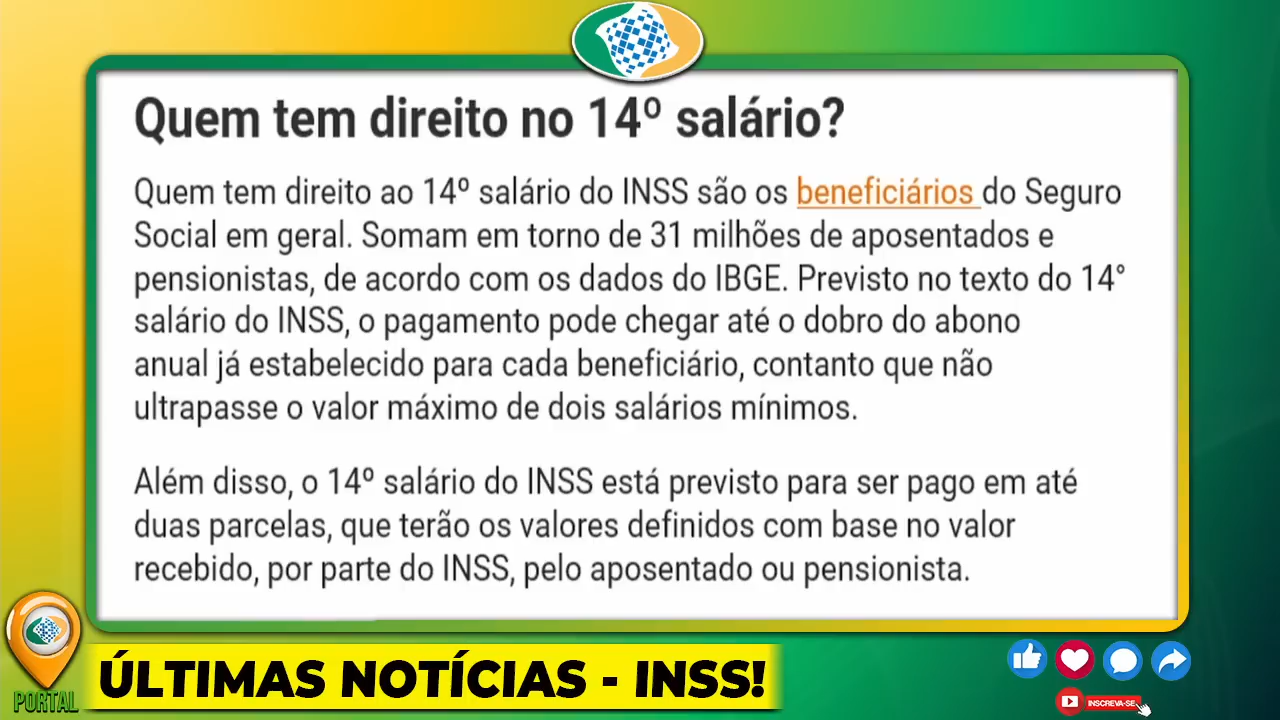 Quem tem direito no 14º salário?
Quem tem direito ao 14º salário do INSS são os beneficiários do Seguro
Social em geral. Somam em torno de 31 milhões de aposentados e
pensionistas, de acordo com os dados do IBGE. Previsto no texto do 14°
salário do INSS, o pagamento pode chegar até o dobro do abono
anual já estabelecido para cada beneficiário, contanto que não
ultrapasse o valor máximo de dois salários mínimos.
Além disso, o 14º salário do INSS está previsto para ser pago em até
duas parcelas, que terão os valores definidos com base no valor
recebido, por parte do INSS, pelo aposentado ou pensionista.
PORTAL
ÚLTIMAS NOTÍCIAS - INSS!
INSCREVA-SE